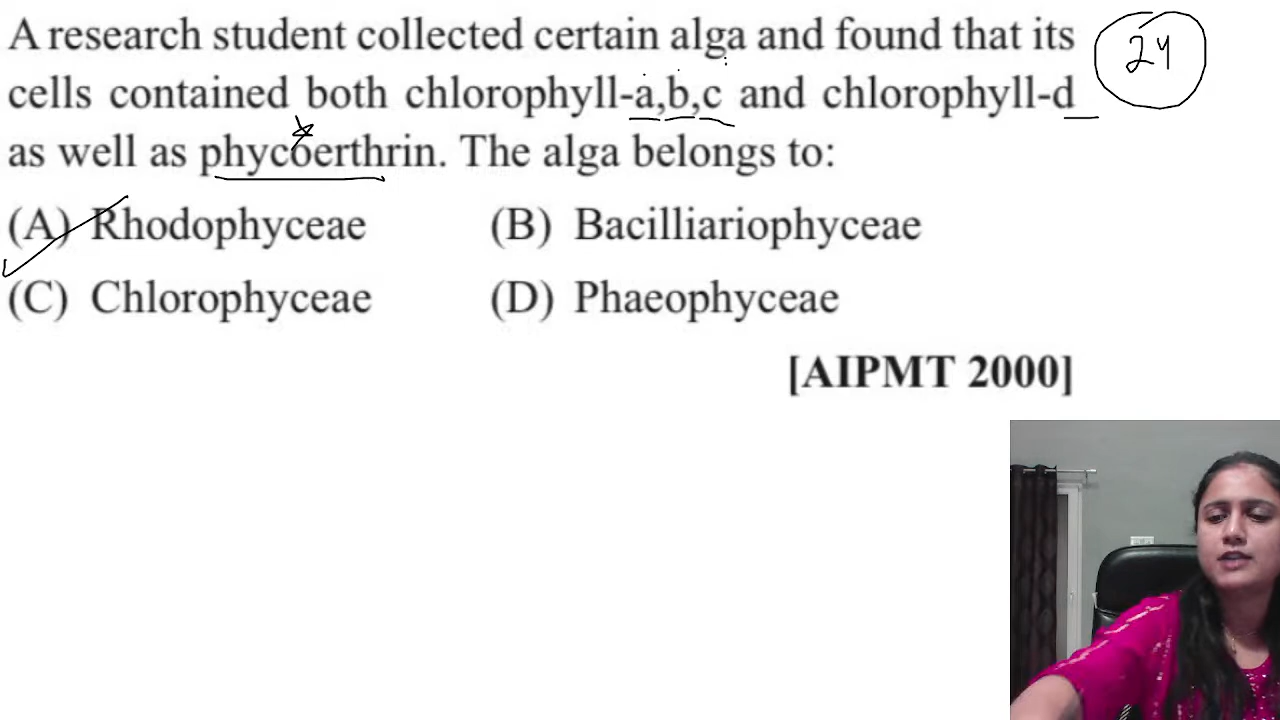 A research student collected certain alga and found that its
24
cells contained both chlorophyll-a,b,c and chlorophyll-d
as well as phycoerthrin. The alga belongs to:
(A) Rhodophyceae (B) Bacilliariophyceae
(C) Chlorophyceae (D) Phaeophyceae
[AIPMT 2000]